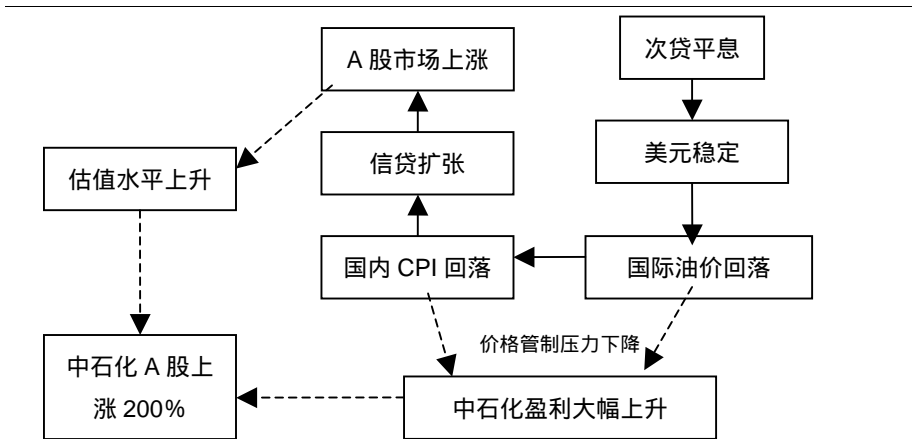 次贷平息
A 股市场上涨
美元稳定
信贷扩张
估值水平上升
国内 CPI 回落
国际油价回落
价格管制压力下降
中石化 A 股上
涨 200%
中石化盈利大幅上升